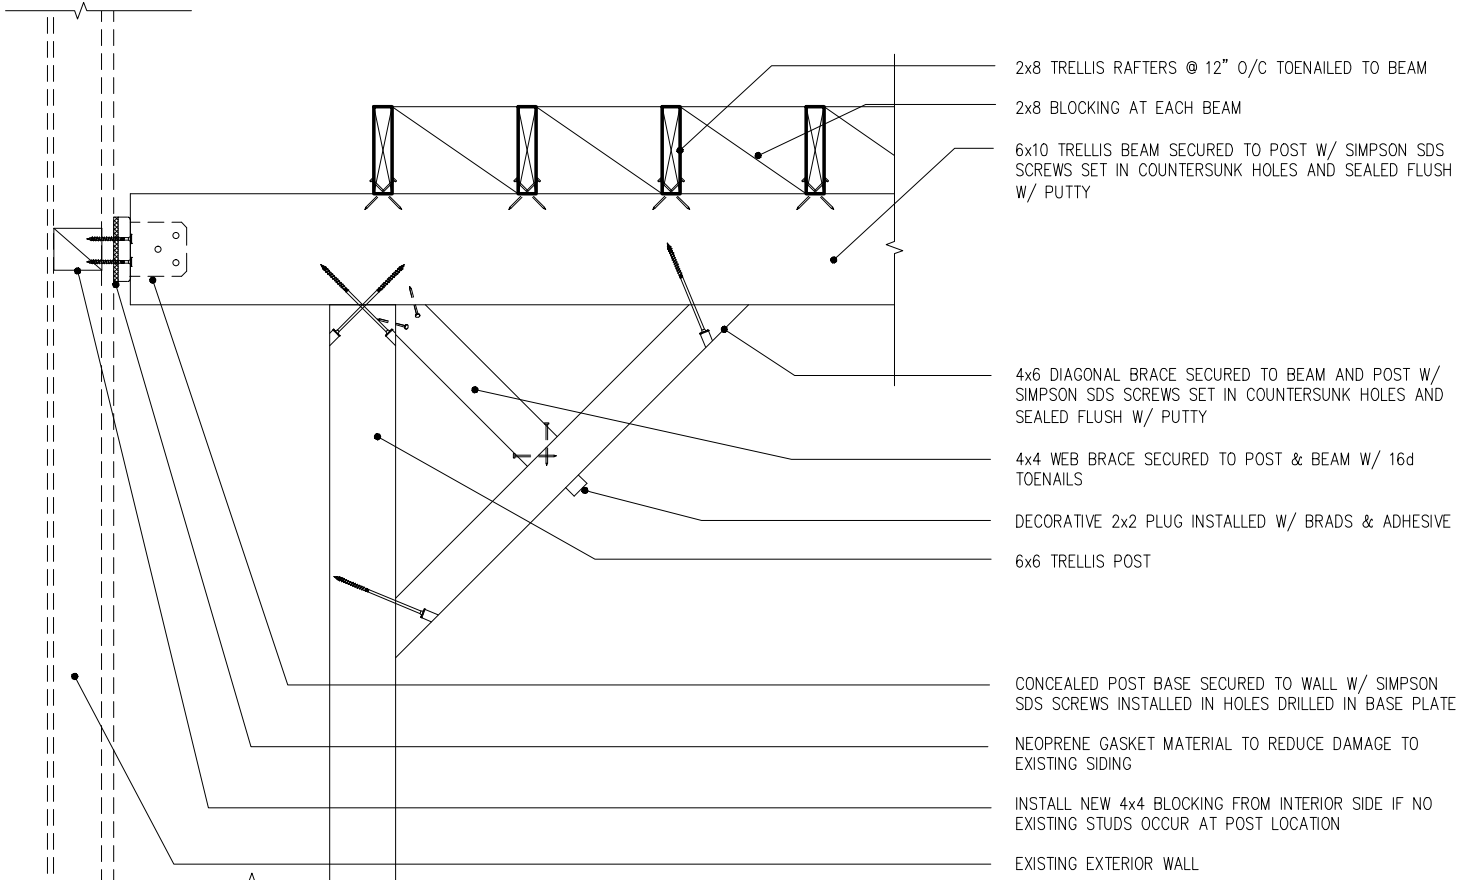 2x8 TRELLIS RAFTERS @ 12" O/C TOENAILED TO BEAM
2x8 BLOCKING AT EACH BEAM
6x10 TRELLIS BEAM SECURED TO POST W/ SIMPSON SDS
SCREWS SET IN COUNTERSUNK HOLES AND SEALED FLUSH
W/ PUTTY
4x6 DIAGONAL BRACE SECURED TO BEAM AND POST W/
SIMPSON SDS SCREWS SET IN COUNTERSUNK HOLES AND
SEALED FLUSH W/ PUTTY
4x4 WEB BRACE SECURED TO POST & BEAM W/ 16d
TOENAILS
DECORATIVE 2x2 PLUG INSTALLED W/ BRADS & ADHESIVE
6x6 TRELLIS POST
CONCEALED POST BASE SECURED TO WALL W/ SIMPSON
SDS SCREWS INSTALLED IN HOLES DRILLED IN BASE PLATE
NEOPRENE GASKET MATERIAL TO REDUCE DAMAGE TO
EXISTING SIDING
INSTALL NEW 4x4 BLOCKING FROM INTERIOR SIDE IF NO
EXISTING STUDS OCCUR AT POST LOCATION
EXISTING EXTERIOR WALL